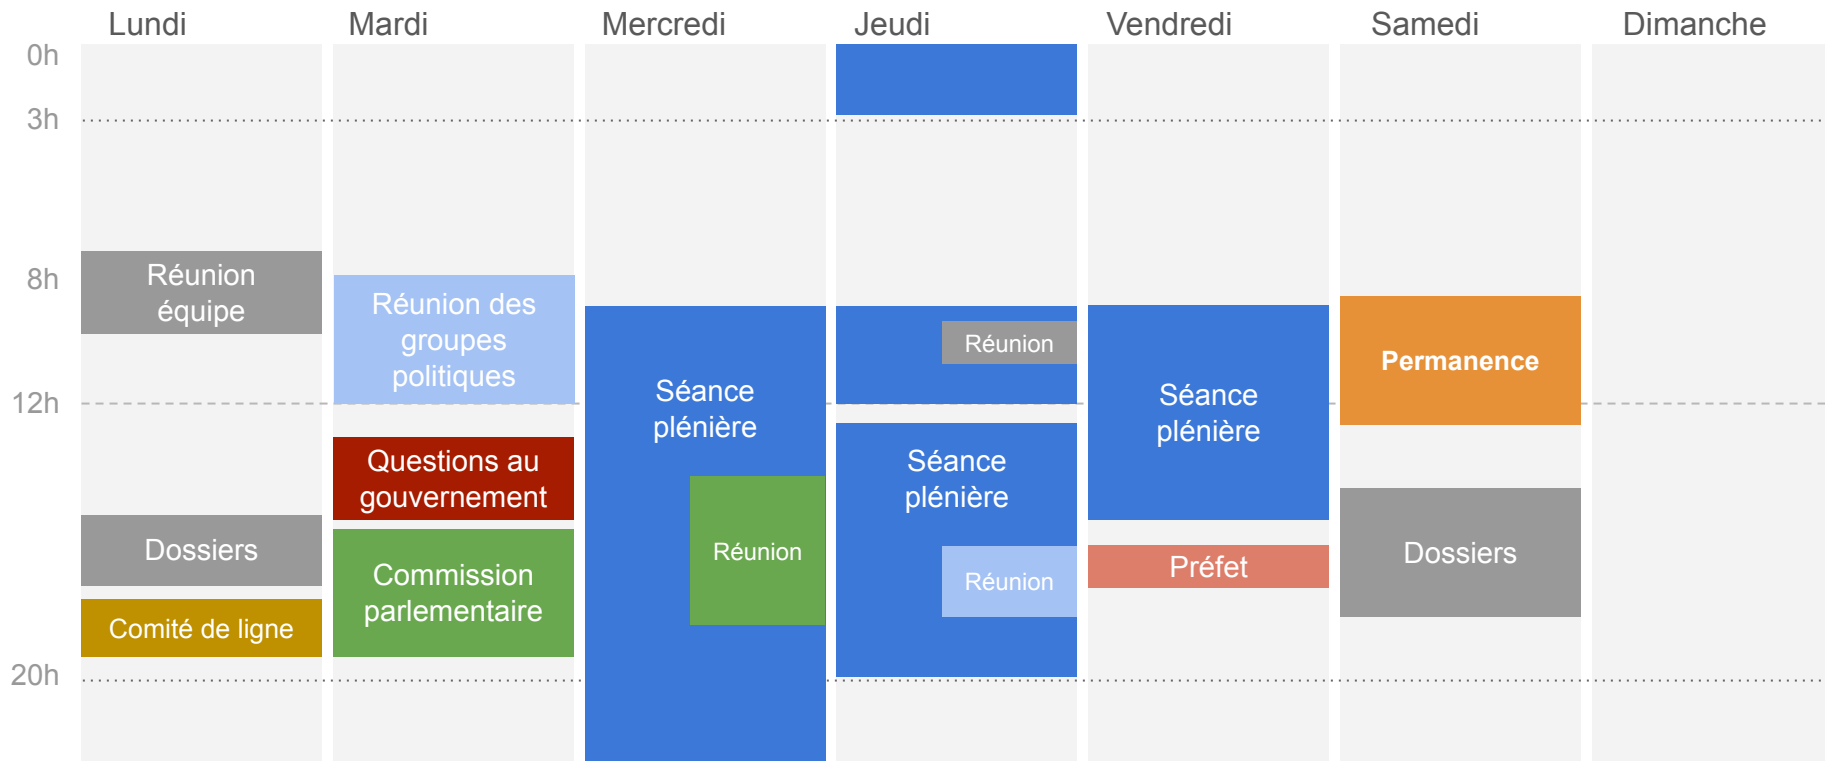 Lundi
Mardi
Mercredi
Jeudi
Vendredi
Samedi
Dimanche
0h
3h
8h
12h
20h
Réunion
équipe
Dossiers
Comité de ligne
Réunion des
groupes
politiques
Questions au
gouvernement
Commission
parlementaire
Séance
plénière
Réunion
Réunion
Séance
plénière
Réunion
Séance
plénière
Préfet
Permanence
Dossiers